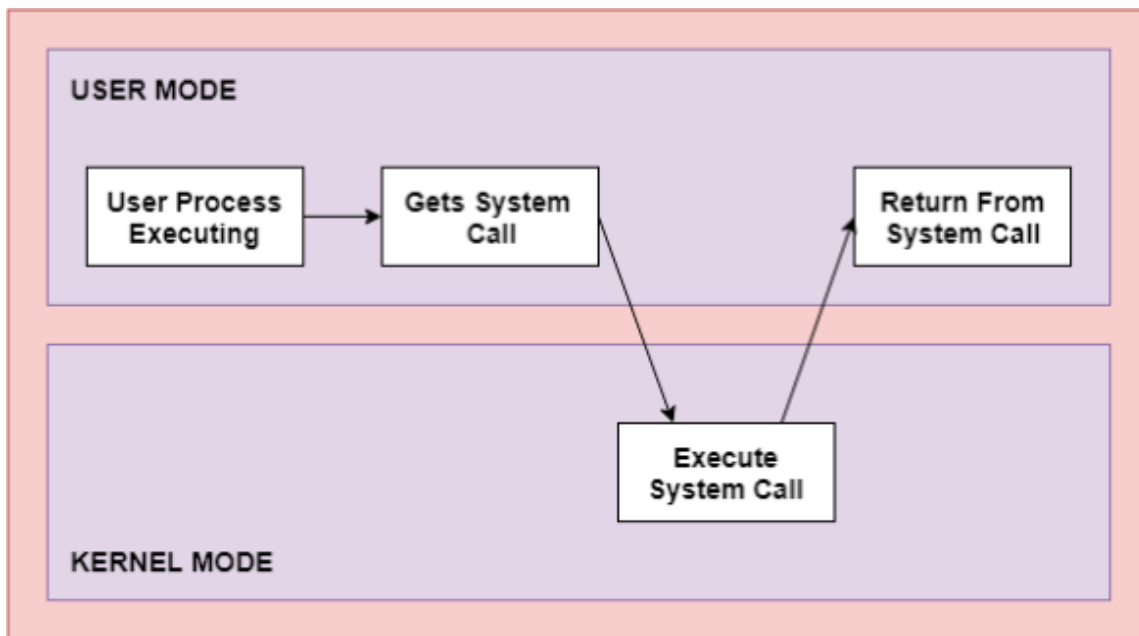 USER MODE
User Process
Executing
Gets System
Call
Return From
System Call
Execute
System Call
KERNEL MODE